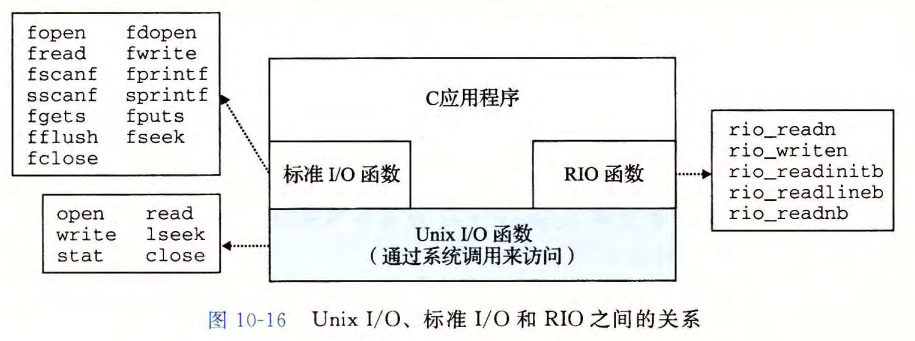 fopen fdopen
fread fwrite
fscanf fprintf
sscanf sprintf
fgets fputs
fflush fseek
fclose
C应用程序
标准 I/O 函数
RIO 函数
rio_readn
rio_writen
rio_readinitb
rio_readlineb
rio_readnb
open read
write lseek
stat close
Unix I/O 函数
（通过系统调用来访问）
图 10-16 Unix I/O、标准 I/O 和 RIO 之间的关系